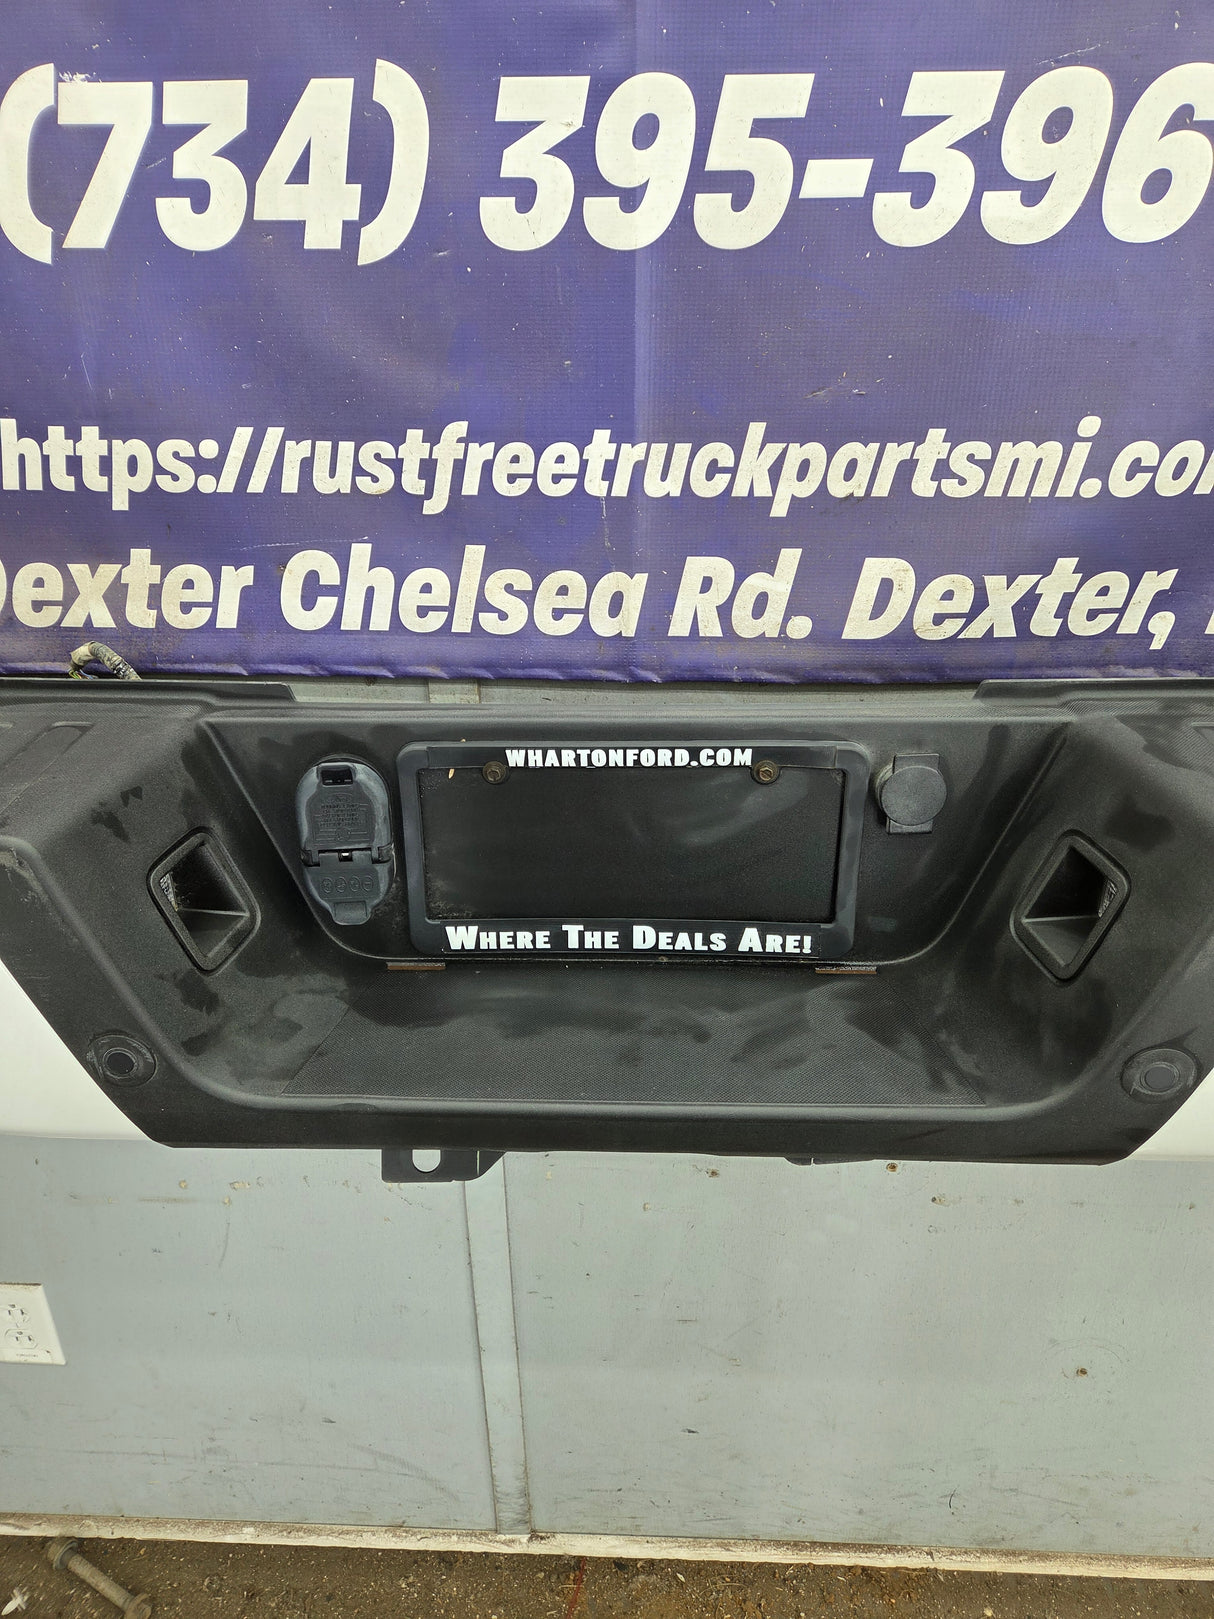 (734) 395-396
https://rustfreetruckpartsmi.co
Dexter Chelsea Rd. Dexter,
WHARTONFORD.COM
WHERE THE DEALS ARE!